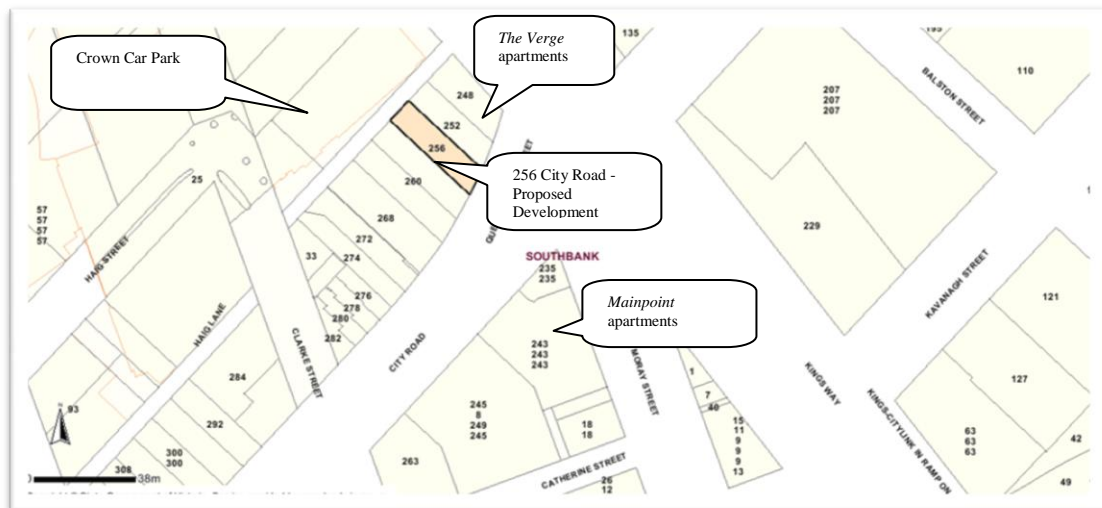 Crown Car Park
The Verge
apartments
135
110
BALSTON STREET
207
207
207
248
252
256
260
256 City Road -
Proposed
Development
25
57
57
57
57
268
272
274
33
276
278
280
282
229
SOUTHBANK
235
235
Mainpoint
apartments
HAIG STREET
HAIG LANE
CLARKE STREET
CITY ROAD
KAVANAGH STREET
121
243
243
243
MORAY STREET
1
7
KINGS WAY
127
284
292
93
245
8
249
245
18
18
15
11
9
9
9
13
KINGS-CITYLINK IN RAMP ON
63
63
63
42
300
300
308
263
CATHERINE STREET
26
12
49
38m